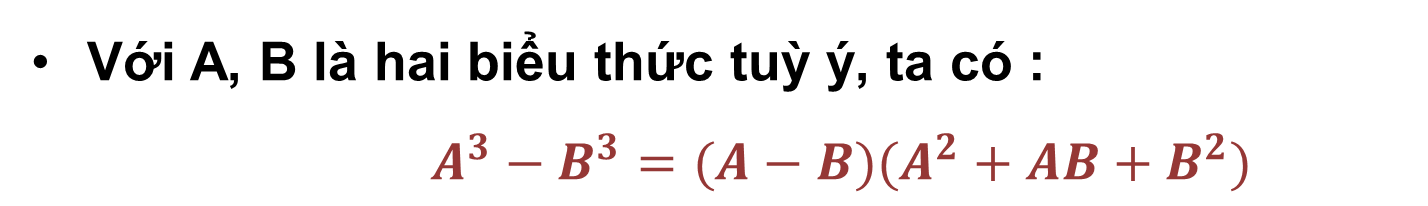 • Với A, B là hai biểu thức tuỳ ý, ta có :
A³ − B³ = (A − B)(A² + AB + B²)